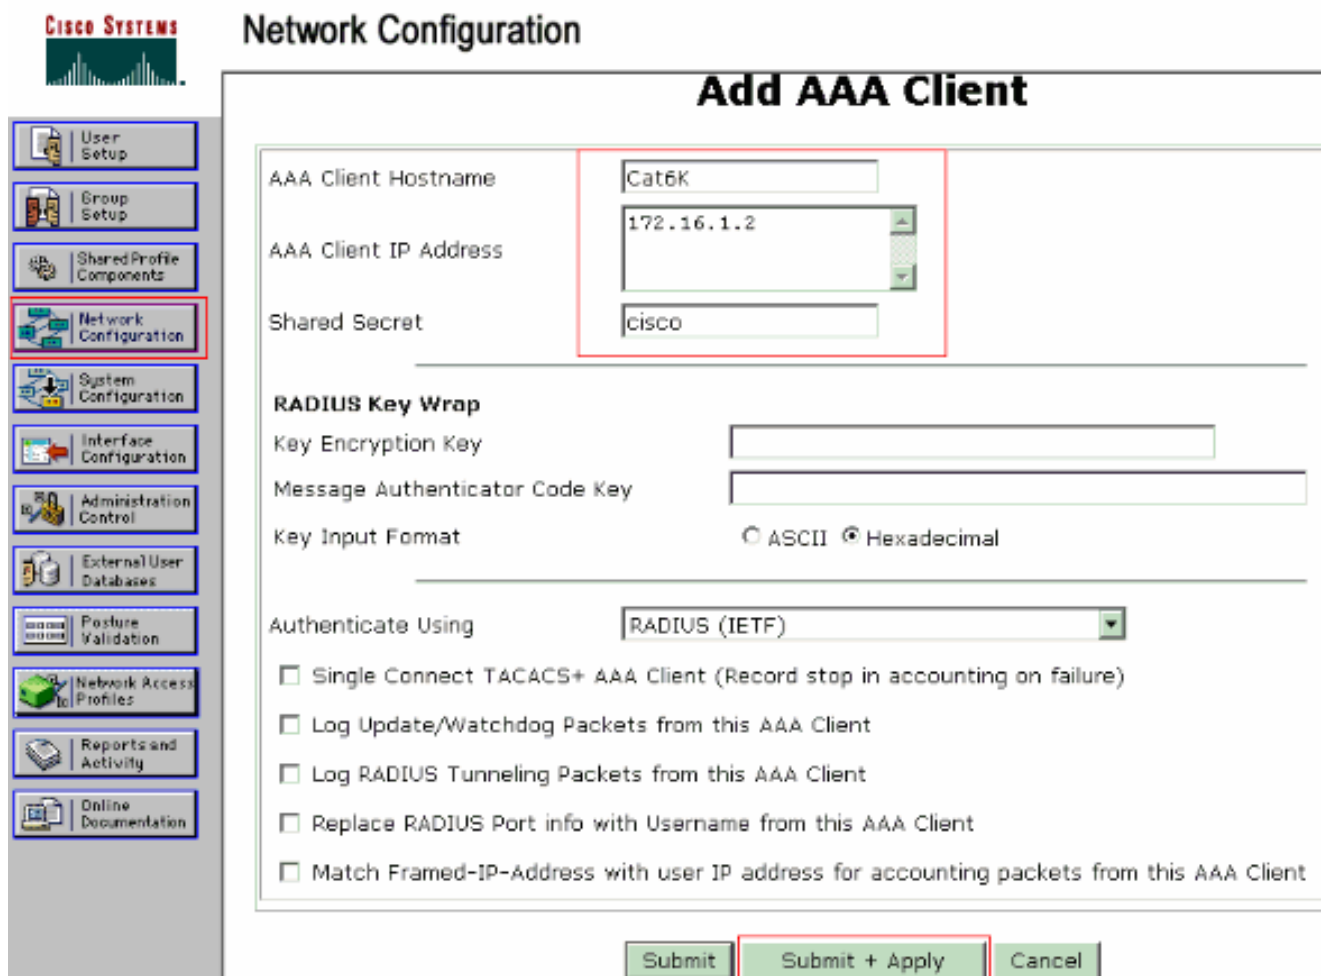 CISCO SYSTEMS
Network Configuration
Add AAA Client
User
Setup
Group
Setup
Shared Profile
Components
Network
Configuration
System
Configuration
Interface
Configuration
Administration
Control
External User
Databases
Posture
Validation
Network Access
Profiles
Reports and
Activity
Online
Documentation
AAA Client Hostname
Cat6K
AAA Client IP Address
172.16.1.2
Shared Secret
cisco
RADIUS Key Wrap
Key Encryption Key
Message Authenticator Code Key
Key Input Format
ASCII Hexadecimal
Authenticate Using
RADIUS (IETF)
Single Connect TACACS+ AAA Client (Record stop in accounting on failure)
Log Update/Watchdog Packets from this AAA Client
Log RADIUS Tunneling Packets from this AAA Client
Replace RADIUS Port info with Username from this AAA Client
Match Framed-IP-Address with user IP address for accounting packets from this AAA Client
Submit Submit + Apply Cancel